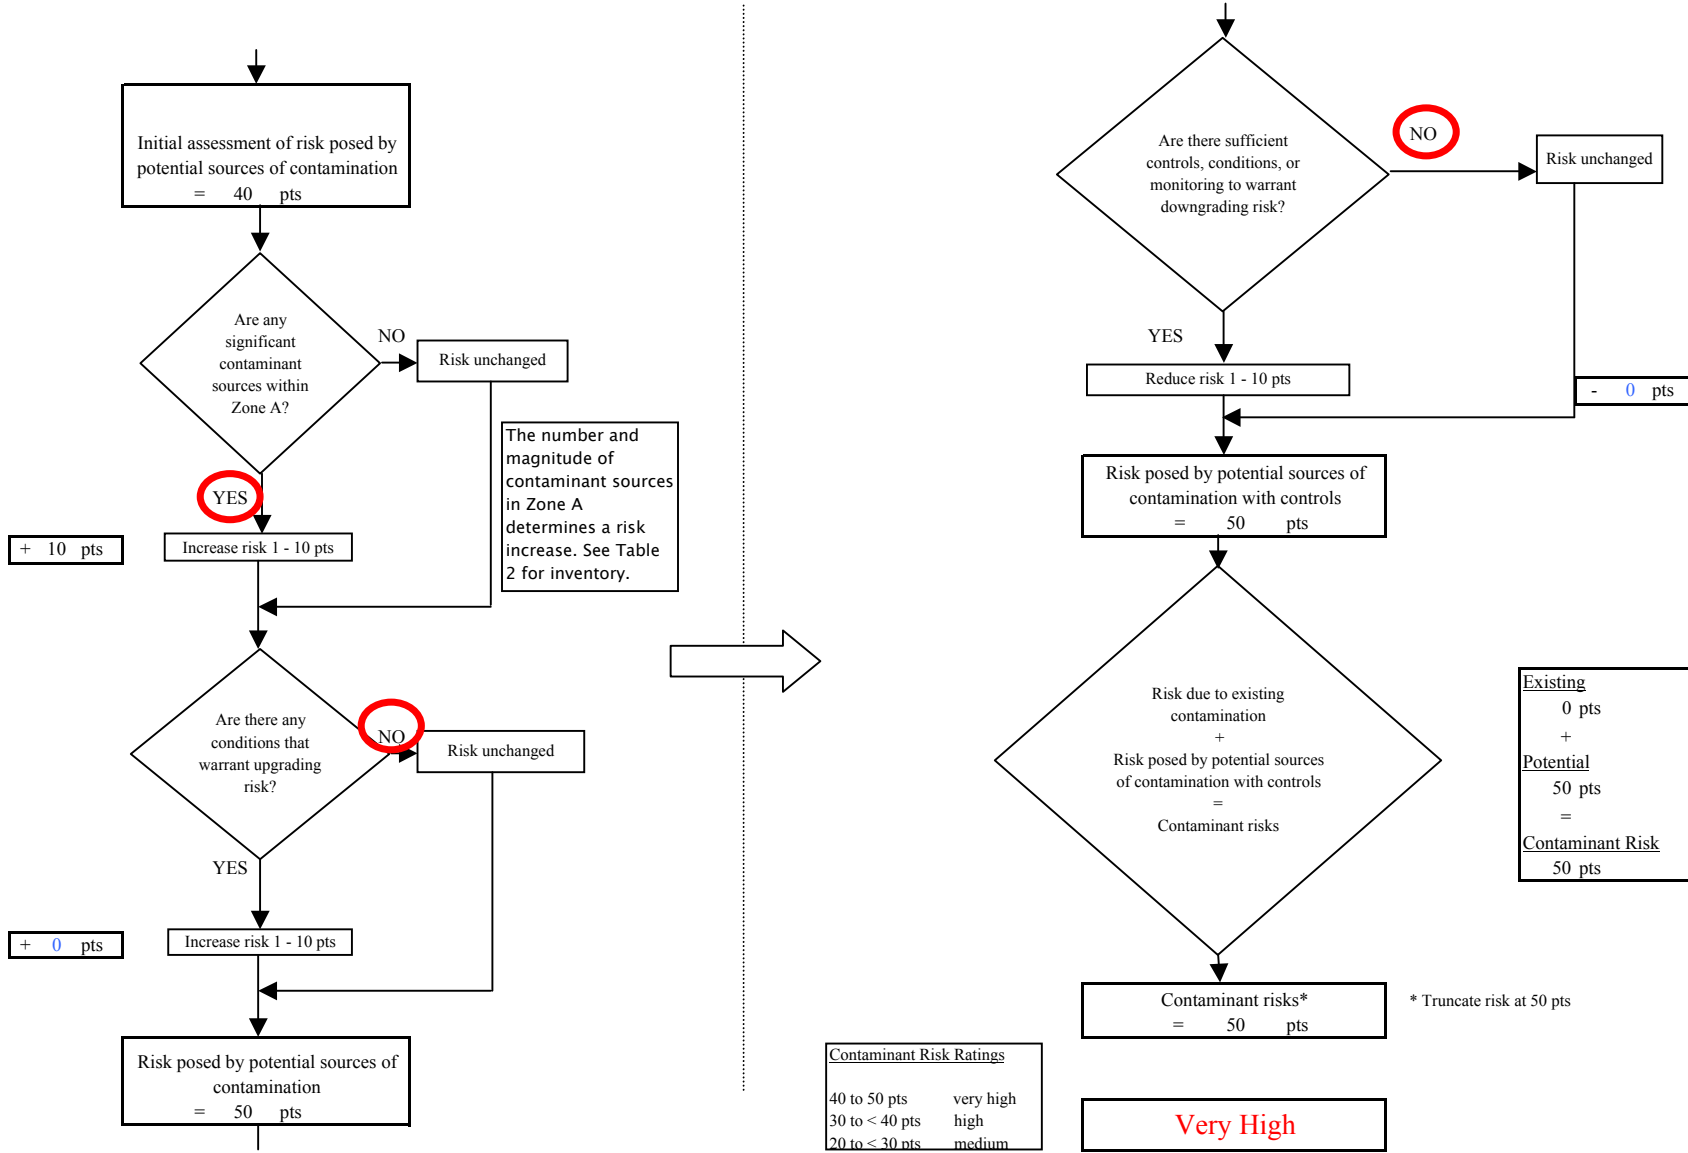 Initial assessment of risk posed by
potential sources of contamination
= 40 pts
Are any
significant
contaminant
sources within
Zone A?
NO
Risk unchanged
The number and
magnitude of
contaminant sources
in Zone A
determines a risk
increase. See Table
2 for inventory.
YES
+ 10 pts
Increase risk 1 - 10 pts
Are there any
conditions that
warrant upgrading
risk?
NO
Risk unchanged
YES
+ 0 pts
Increase risk 1 - 10 pts
Risk posed by potential sources of
contamination
= 50 pts
Are there sufficient
controls, conditions, or
monitoring to warrant
downgrading risk?
NO
Risk unchanged
YES
Reduce risk 1 - 10 pts
- 0 pts
Risk posed by potential sources of
contamination with controls
= 50 pts
Risk due to existing
contamination
+
Risk posed by potential sources
of contamination with controls
=
Contaminant risks
Existing
0 pts
+
Potential
50 pts
=
Contaminant Risk
50 pts
Contaminant risks*
= 50 pts
* Truncate risk at 50 pts
Contaminant Risk Ratings
40 to 50 pts very high
30 to < 40 pts high
20 to < 30 pts medium
Very High